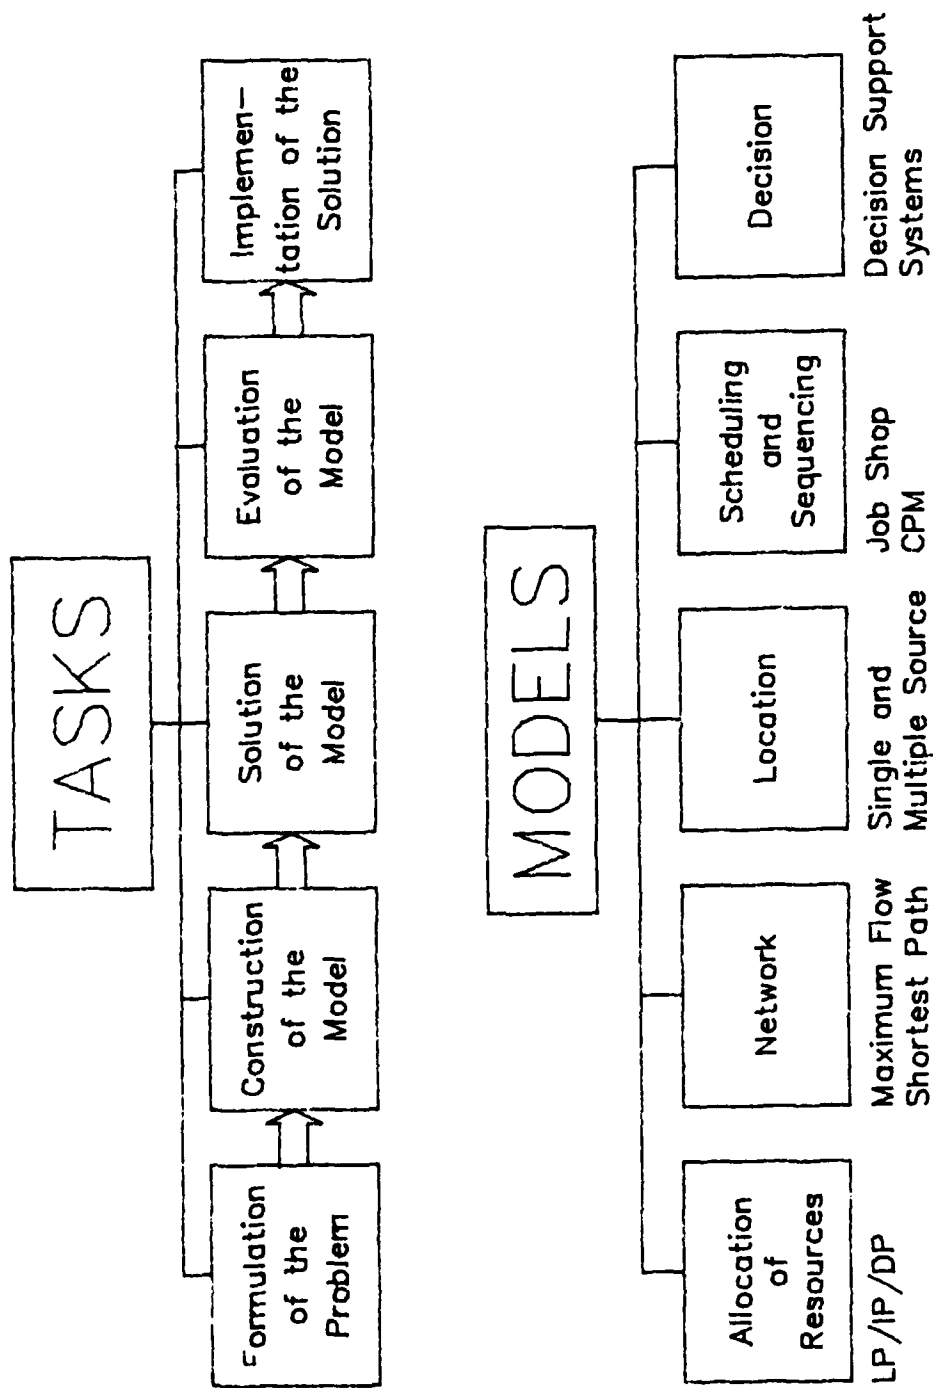 TASKS
Formulation
of the
Problem
Construction
of the
Model
Solution
of the
Model
Evaluation
of the
Model
Implemen-
tation of the
Solution
MODELS
Allocation
of
Resources
LP/IP/DP
Network
Maximum Flow
Shortest Path
Location
Single and
Multiple Source
Scheduling
and
Sequencing
Job Shop
CPM
Decision
Decision Support
Systems